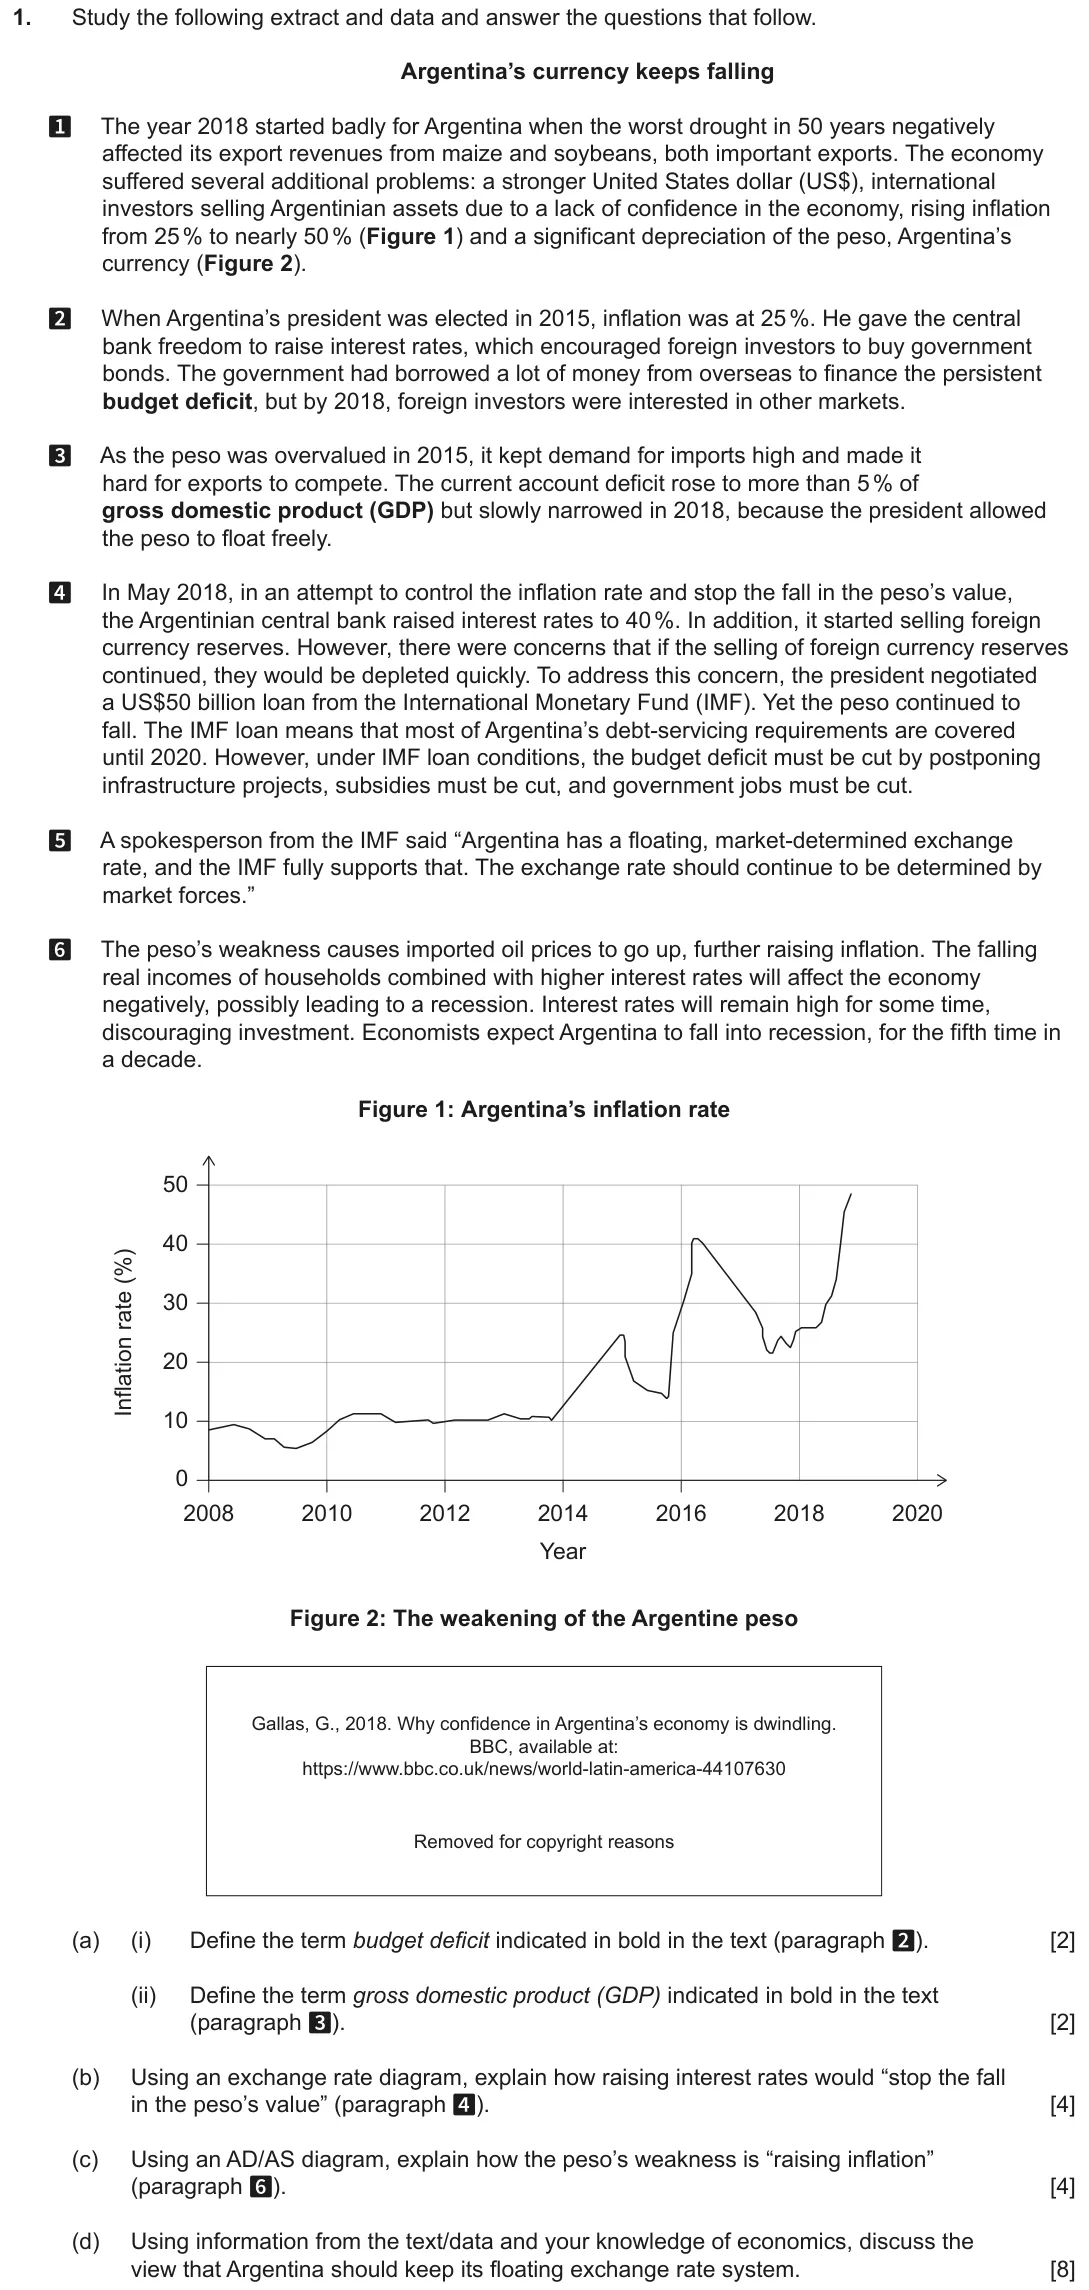 1. Study the following extract and data and answer the questions that follow.
Argentina’s currency keeps falling
1 The year 2018 started badly for Argentina when the worst drought in 50 years negatively
affected its export revenues from maize and soybeans, both important exports. The economy
suffered several additional problems: a stronger United States dollar (US$), international
investors selling Argentinian assets due to a lack of confidence in the economy, rising inflation
from 25 % to nearly 50 % (Figure 1) and a significant depreciation of the peso, Argentina’s
currency (Figure 2).
2 When Argentina’s president was elected in 2015, inflation was at 25 %. He gave the central
bank freedom to raise interest rates, which encouraged foreign investors to buy government
bonds. The government had borrowed a lot of money from overseas to finance the persistent
budget deficit, but by 2018, foreign investors were interested in other markets.
3 As the peso was overvalued in 2015, it kept demand for imports high and made it
hard for exports to compete. The current account deficit rose to more than 5 % of
gross domestic product (GDP) but slowly narrowed in 2018, because the president allowed
the peso to float freely.
4 In May 2018, in an attempt to control the inflation rate and stop the fall in the peso’s value,
the Argentinian central bank raised interest rates to 40 %. In addition, it started selling foreign
currency reserves. However, there were concerns that if the selling of foreign currency reserves
continued, they would be depleted quickly. To address this concern, the president negotiated
a US$50 billion loan from the International Monetary Fund (IMF). Yet the peso continued to
fall. The IMF loan means that most of Argentina’s debt-servicing requirements are covered
until 2020. However, under IMF loan conditions, the budget deficit must be cut by postponing
infrastructure projects, subsidies must be cut, and government jobs must be cut.
5 A spokesperson from the IMF said “Argentina has a floating, market-determined exchange
rate, and the IMF fully supports that. The exchange rate should continue to be determined by
market forces.”
6 The peso’s weakness causes imported oil prices to go up, further raising inflation. The falling
real incomes of households combined with higher interest rates will affect the economy
negatively, possibly leading to a recession. Interest rates will remain high for some time,
discouraging investment. Economists expect Argentina to fall into recession, for the fifth time in
a decade.
Figure 1: Argentina’s inflation rate
50
40
30
20
10
0
Inflation rate (%)
2008 2010 2012 2014 2016 2018 2020
Year
Figure 2: The weakening of the Argentine peso
Gallas, G., 2018. Why confidence in Argentina’s economy is dwindling.
BBC, available at:
https://www.bbc.co.uk/news/world-latin-america-44107630
Removed for copyright reasons
(a) (i) Define the term budget deficit indicated in bold in the text (paragraph 2). [2]
(ii) Define the term gross domestic product (GDP) indicated in bold in the text
(paragraph 3). [2]
(b) Using an exchange rate diagram, explain how raising interest rates would “stop the fall
in the peso’s value” (paragraph 4). [4]
(c) Using an AD/AS diagram, explain how the peso’s weakness is “raising inflation”
(paragraph 6). [4]
(d) Using information from the text/data and your knowledge of economics, discuss the
view that Argentina should keep its floating exchange rate system. [8]